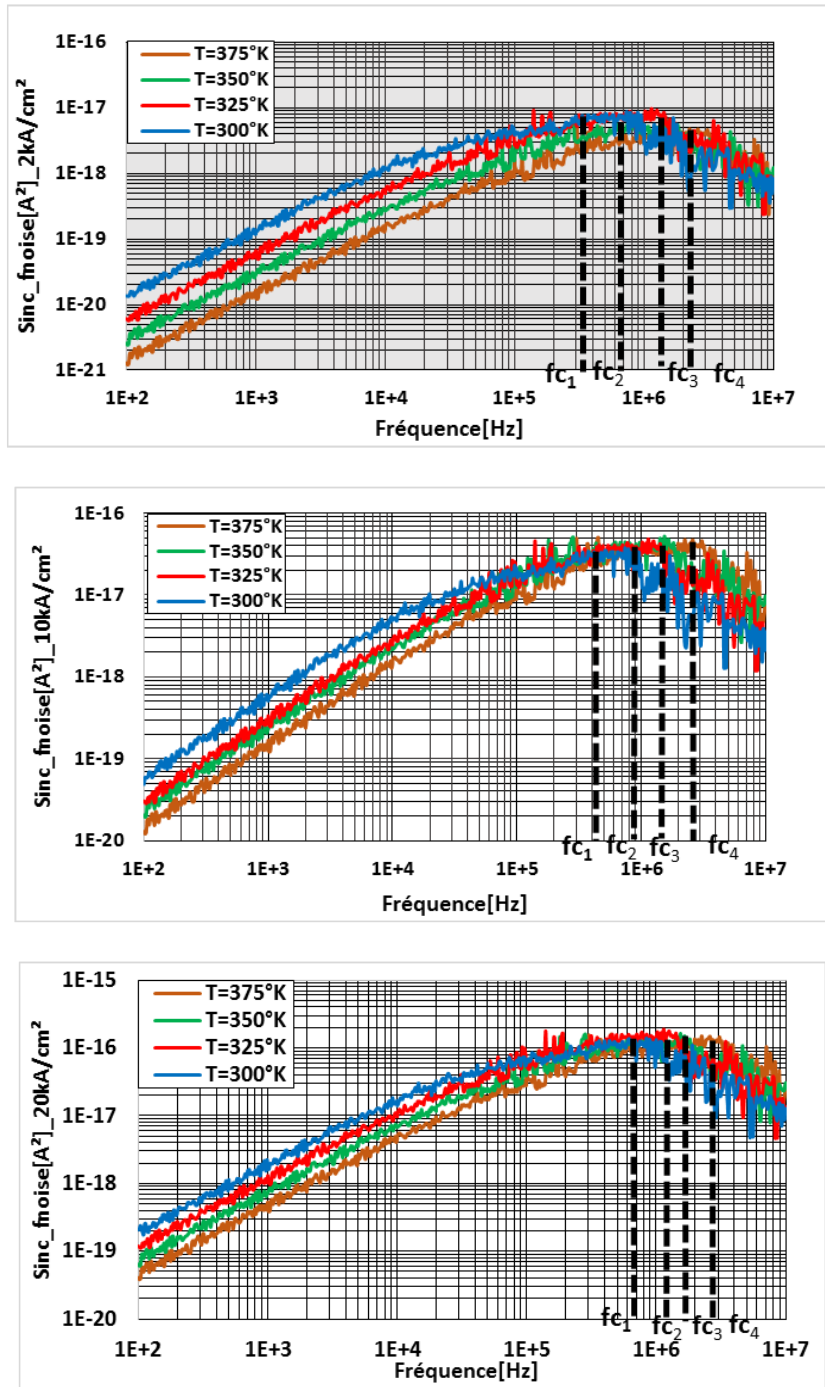 Sinc_fnoise[A²]_2kA/cm²
1E-16
1E-17
1E-18
1E-19
1E-20
1E-21
T=375°K
T=350°K
T=325°K
T=300°K
fc₁ fc₂ fc₃ fc₄
1E+2 1E+3 1E+4 1E+5 1E+6 1E+7
Fréquence[Hz]
Sinc_fnoise[A²]_10kA/cm²
1E-16
1E-17
1E-18
1E-19
1E-20
T=375°K
T=350°K
T=325°K
T=300°K
fc₁ fc₂ fc₃ fc₄
1E+2 1E+3 1E+4 1E+5 1E+6 1E+7
Fréquence[Hz]
Sinc_fnoise[A²]_20kA/cm²
1E-15
1E-16
1E-17
1E-18
1E-19
1E-20
T=375°K
T=350°K
T=325°K
T=300°K
fc₁ fc₂ fc₃ fc₄
1E+2 1E+3 1E+4 1E+5 1E+6 1E+7
Fréquence[Hz]